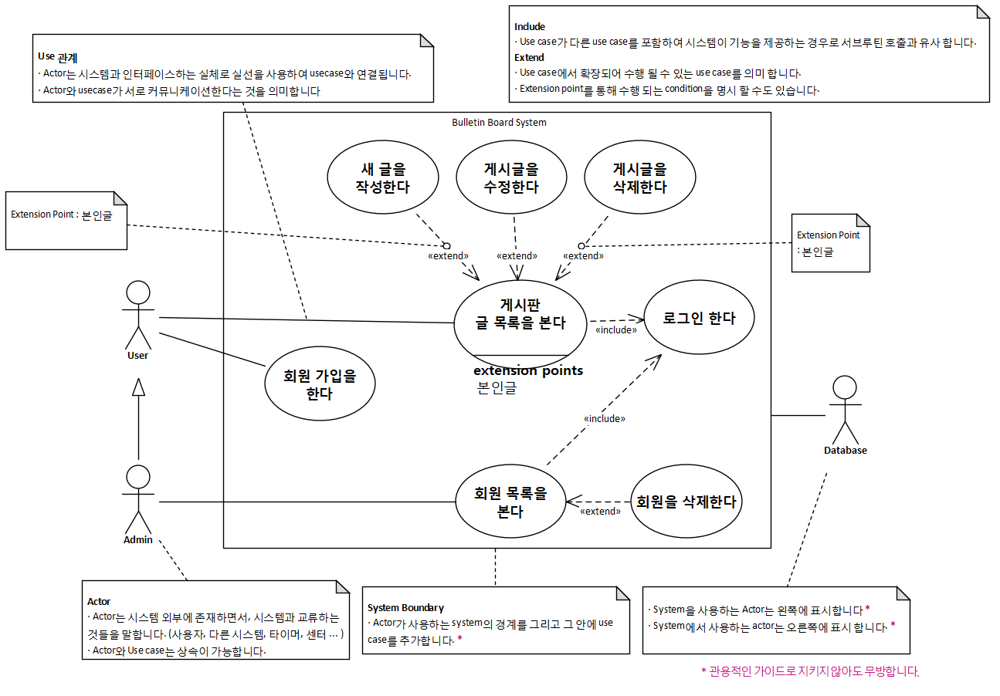 Include
· Use case가 다른 use case를 포함하여 시스템이 기능을 제공하는 경우로 서브루틴 호출과 유사 합니다.
Extend
· Use case에서 확장되어 수행 될 수 있는 use case를 의미 합니다.
· Extension point를 통해 수행 되는 condition을 명시 할 수도 있습니다.
Use 관계
· Actor는 시스템과 인터페이스하는 실체로 실선을 사용하여 usecase와 연결됩니다.
· Actor와 usecase가 서로 커뮤니케이션한다는 것을 의미합니다
Bulletin Board System
새 글을
작성한다
게시글을
수정한다
게시글을
삭제한다
Extension Point : 본인글
Extension Point
: 본인글
«extend»
«extend»
«extend»
게시판
글 목록을 본다
extension points
본인글
«include»
로그인 한다
User
회원 가입을
한다
«include»
Database
Admin
회원 목록을
본다
«extend»
회원을 삭제한다
Actor
· Actor는 시스템 외부에 존재하면서, 시스템과 교류하는
것들을 말합니다. (사용자, 다른 시스템, 타이머, 센터 ... )
· Actor와 Use case는 상속이 가능합니다.
System Boundary
· Actor가 사용하는 system의 경계를 그리고 그 안에 use
case를 추가합니다. *
· System을 사용하는 Actor는 왼쪽에 표시합니다 *
· System에서 사용하는 actor는 오른쪽에 표시 합니다. *
* 관용적인 가이드로 지키지않아도 무방합니다.